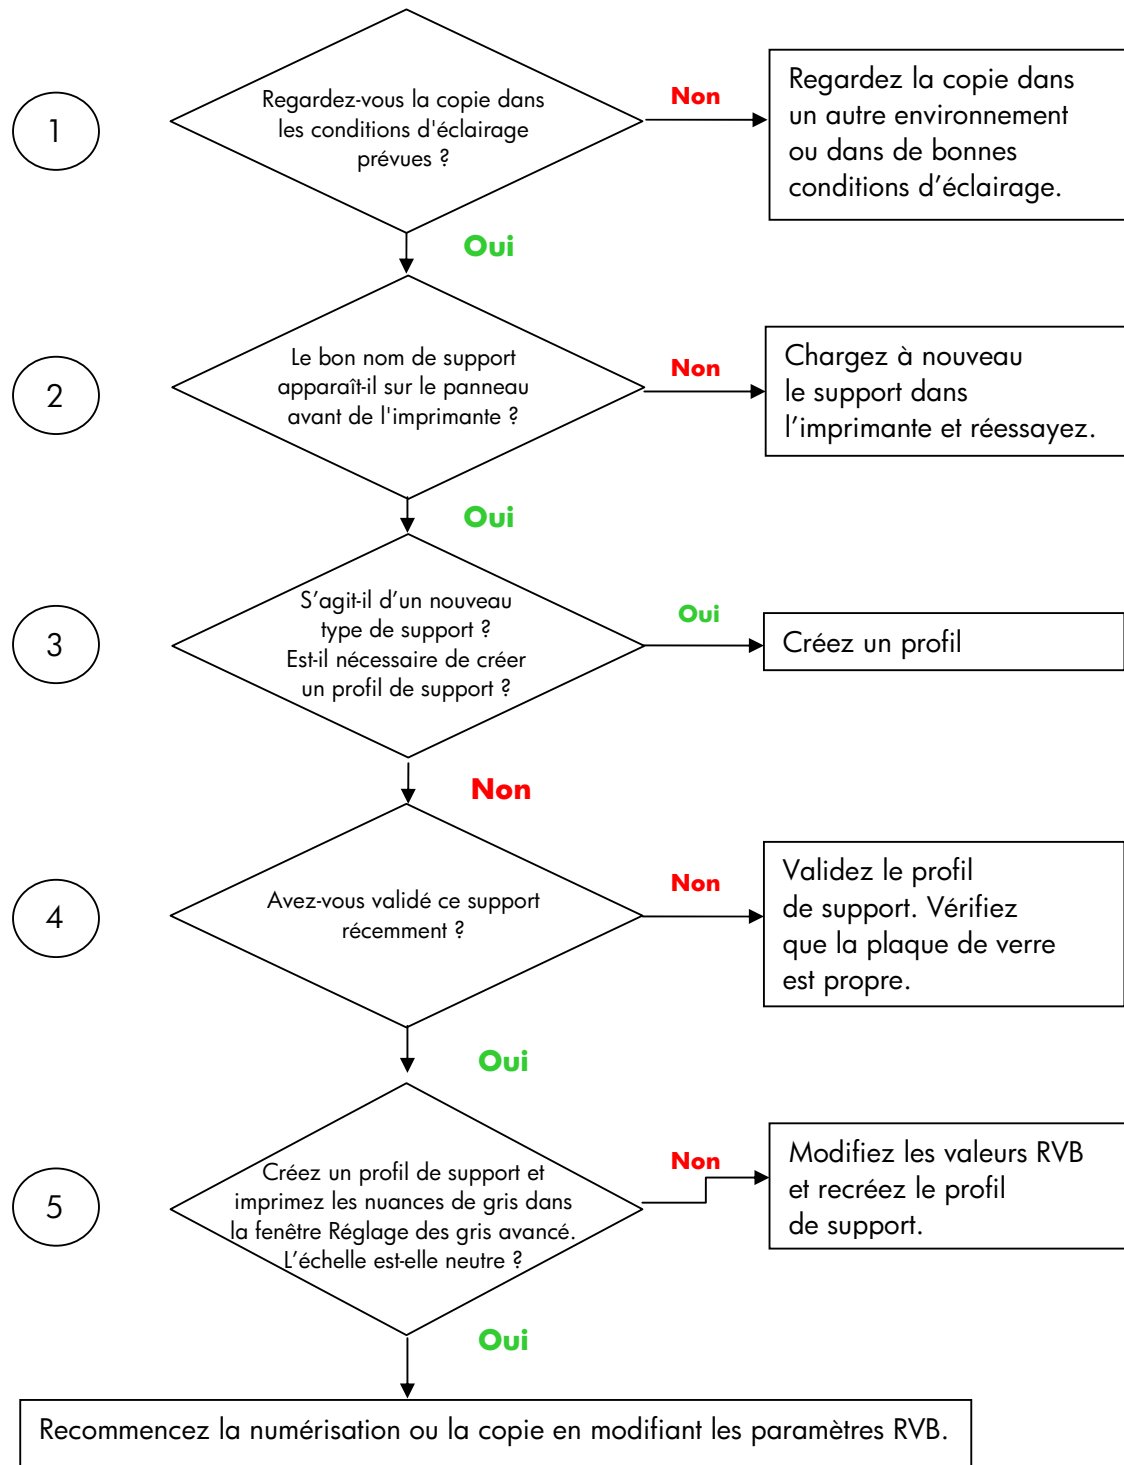 1
Regardez-vous la copie dans
les conditions d'éclairage
prévues ?
Non
Regardez la copie dans
un autre environnement
ou dans de bonnes
conditions d’éclairage.
Oui
2
Le bon nom de support
apparaît-il sur le panneau
avant de l'imprimante ?
Non
Chargez à nouveau
le support dans
l’imprimante et réessayez.
Oui
3
S’agit-il d’un nouveau
type de support ?
Est-il nécessaire de créer
un profil de support ?
Oui
Créez un profil
Non
4
Avez-vous validé ce support
récemment ?
Non
Validez le profil
de support. Vérifiez
que la plaque de verre
est propre.
Oui
5
Créez un profil de support et
imprimez les nuances de gris dans
la fenêtre Réglage des gris avancé.
L’échelle est-elle neutre ?
Non
Modifiez les valeurs RVB
et recréez le profil
de support.
Oui
Recommencez la numérisation ou la copie en modifiant les paramètres RVB.